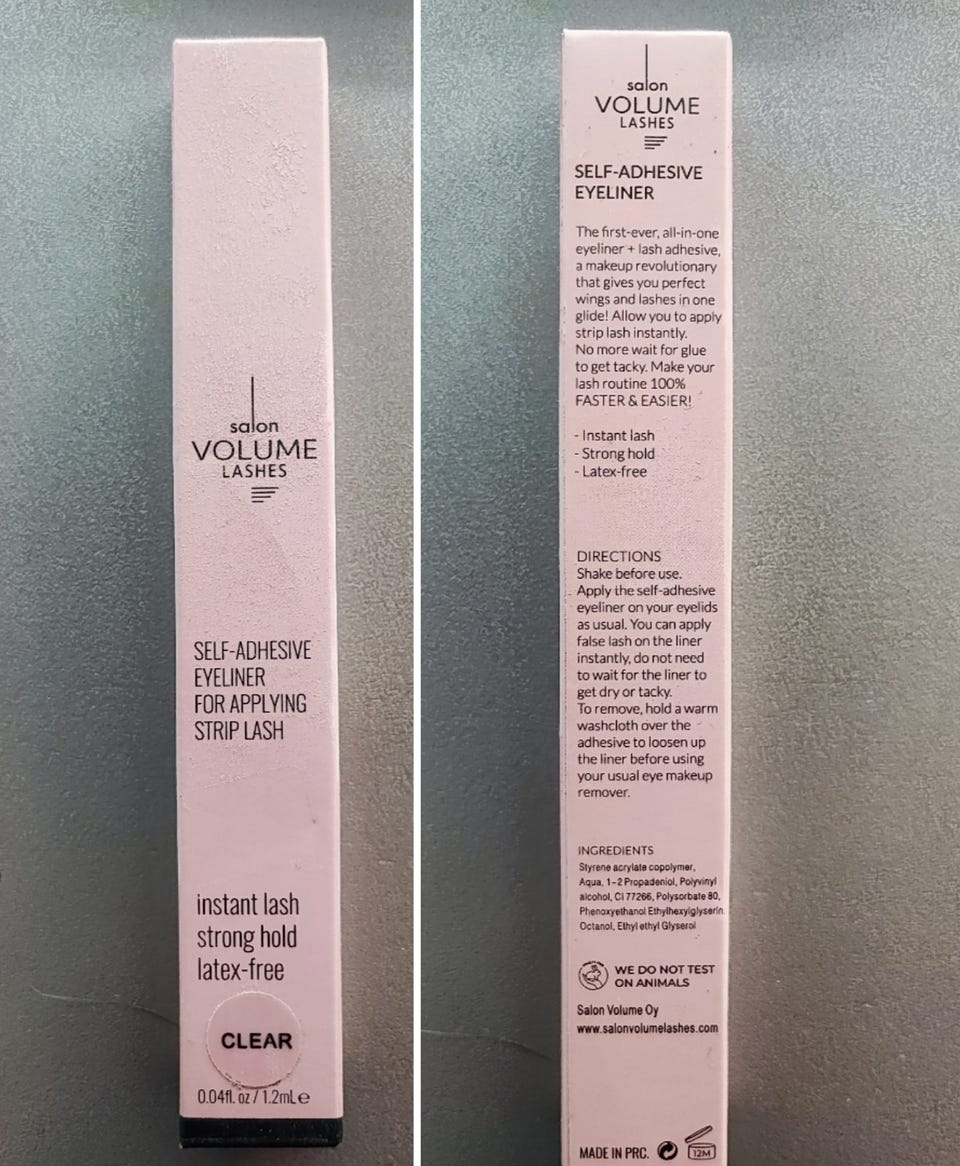 salon
VOLUME
LASHES
SELF-ADHESIVE
EYELINER
FOR APPLYING
STRIP LASH
instant lash
strong hold
latex-free
CLEAR
0.04fl. oz / 1.2mL℮
salon
VOLUME
LASHES
SELF-ADHESIVE
EYELINER
The first-ever, all-in-one
eyeliner + lash adhesive,
a makeup revolutionary
that gives you perfect
wings and lashes in one
glide! Allow you to apply
strip lash instantly.
No more wait for glue
to get tacky. Make your
lash routine 100%
FASTER & EASIER!
- Instant lash
- Strong hold
- Latex-free
DIRECTIONS
Shake before use.
Apply the self-adhesive
eyeliner on your eyelids
as usual. You can apply
false lash on the liner
instantly, do not need
to wait for the liner to
get dry or tacky.
To remove, hold a warm
washcloth over the
adhesive to loosen up
the liner before using
your usual eye makeup
remover.
INGREDIENTS
Styrene acrylate copolymer,
Aqua, 1-2 Propadeniol, Polyvinyl
alcohol, CI 77266, Polysorbate 80,
Phenoxyethanol Ethylhexylglyserin,
Octanol, Ethyl ethyl Glyserol
WE DO NOT TEST
ON ANIMALS
Salon Volume Oy
www.salonvolumelashes.com
MADE IN PRC. 12M